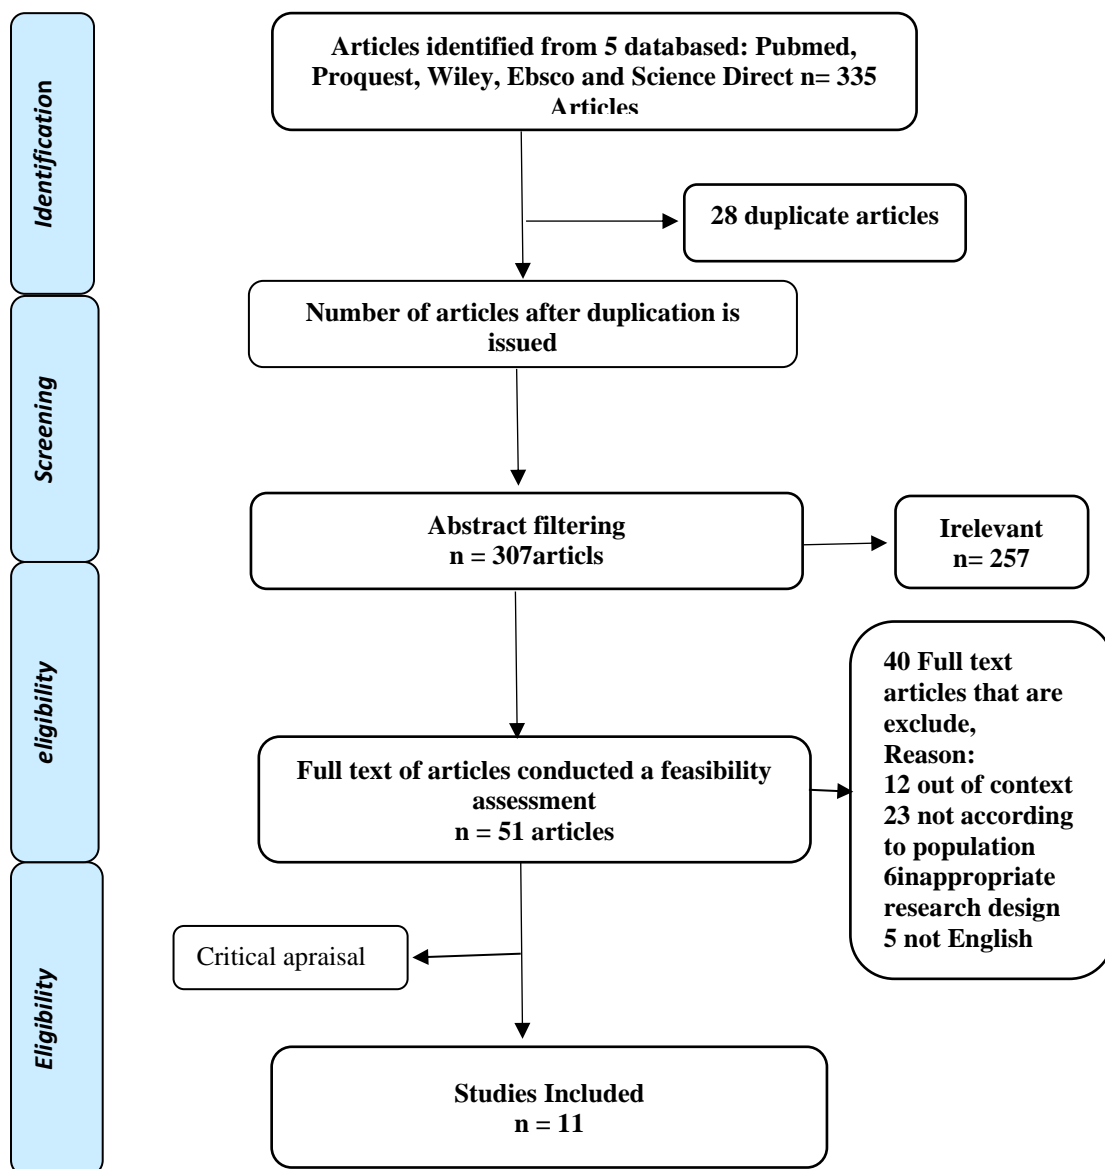 Identification
Articles identified from 5 databased: Pubmed,
Proquest, Wiley, Ebsco and Science Direct n= 335
Articles
28 duplicate articles
Number of articles after duplication is
issued
Screening
Abstract filtering
n = 307articls
Irelevant
n= 257
eligibility
Full text of articles conducted a feasibility
assessment
n = 51 articles
40 Full text
articles that are
exclude,
Reason:
12 out of context
23 not according
to population
6inappropriate
research design
5 not English
Eligibility
Critical apraisal
Studies Included
n = 11